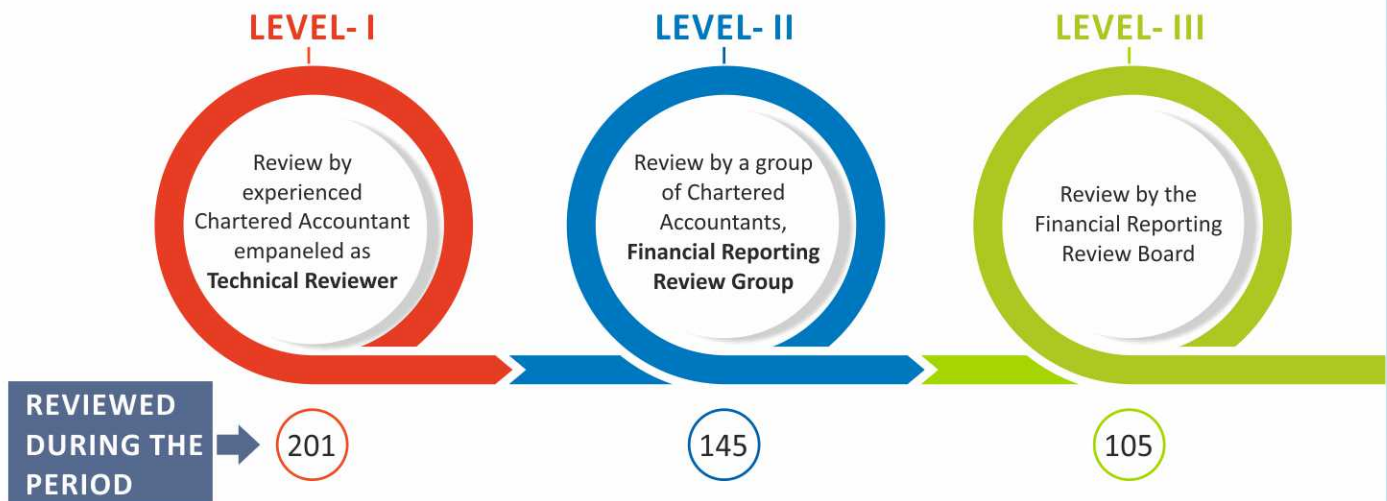 LEVEL- I
Review by
experienced
Chartered Accountant
empaneled as
Technical Reviewer
LEVEL- II
Review by a group
of Chartered
Accountants,
Financial Reporting
Review Group
LEVEL- III
Review by the
Financial Reporting
Review Board
REVIEWED
DURING THE
PERIOD
201
145
105